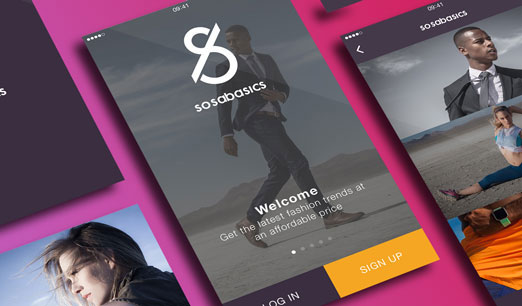 09:41
sosabasics
Welcome
Get the latest fashion trends at
an affordable price
LOG IN
SIGN UP
09:41
sosabasics